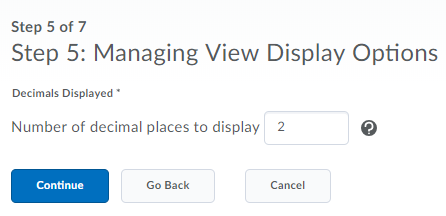 Step 5 of 7
Step 5: Managing View Display Options
Decimals Displayed *
Number of decimal places to display 2 ?
Continue Go Back Cancel